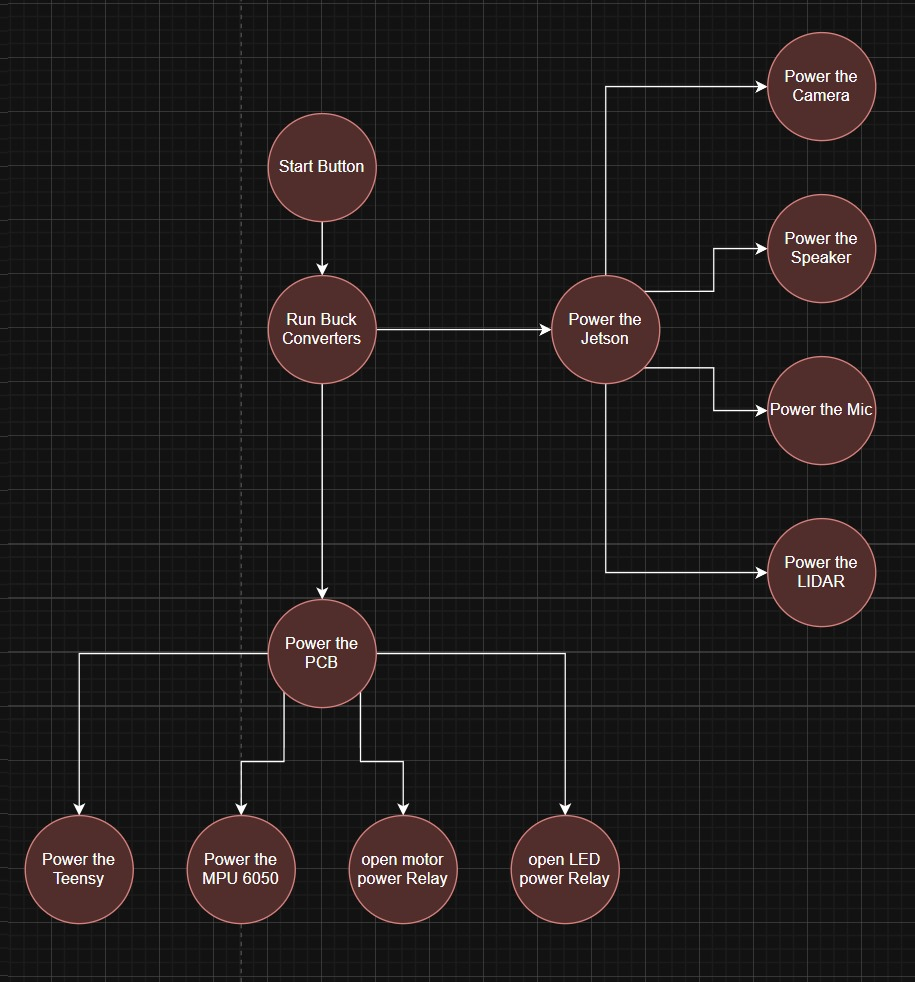 Power the
Camera
Start Button
Power the
Speaker
Run Buck
Converters
Power the
Jetson
Power the Mic
Power the
LIDAR
Power the
PCB
Power the
Teensy
Power the
MPU 6050
open motor
power Relay
open LED
power Relay